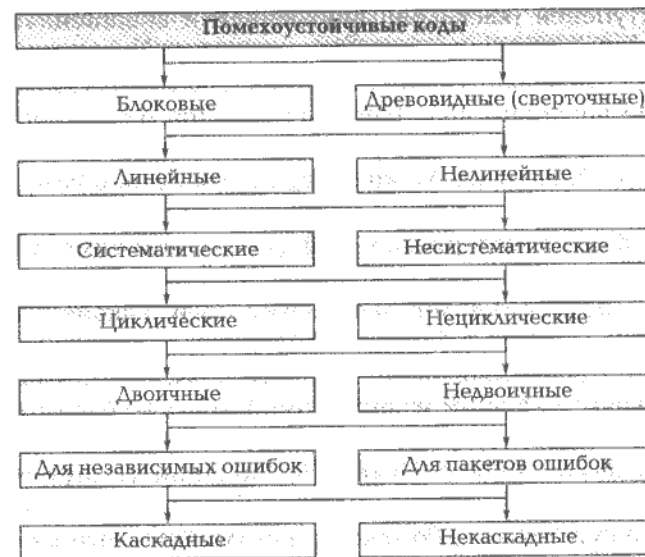 Помехоустойчивые коды
Блоковые
Древовидные (сверточные)
Линейные
Нелинейные
Систематические
Несистематические
Циклические
Нециклические
Двоичные
Недвоичные
Для независимых ошибок
Для пакетов ошибок
Каскадные
Некаскадные